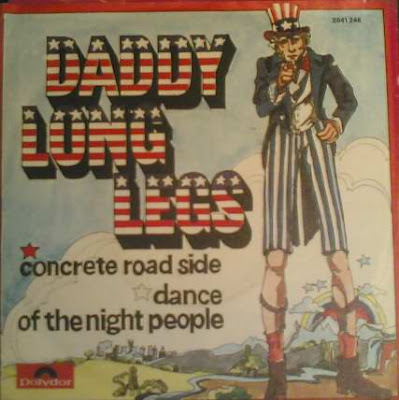 2041 246
DADDY
LONG
LEGS
concrete road side
dance
of the night people
Polydor